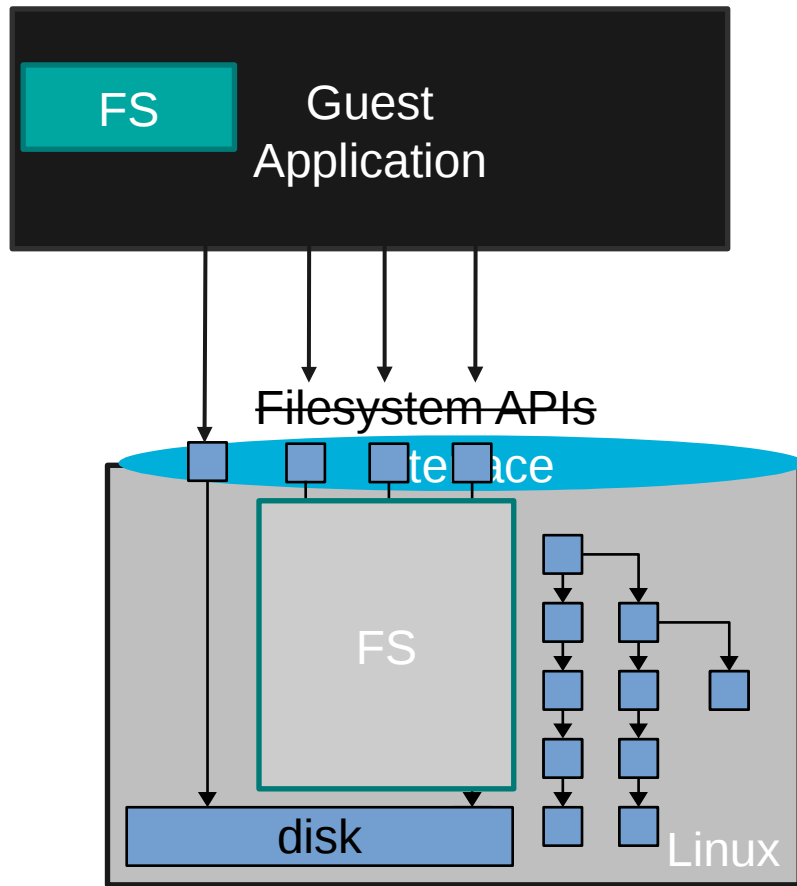 FS
Guest
Application
Filesystem APIs
FS
disk
Linux